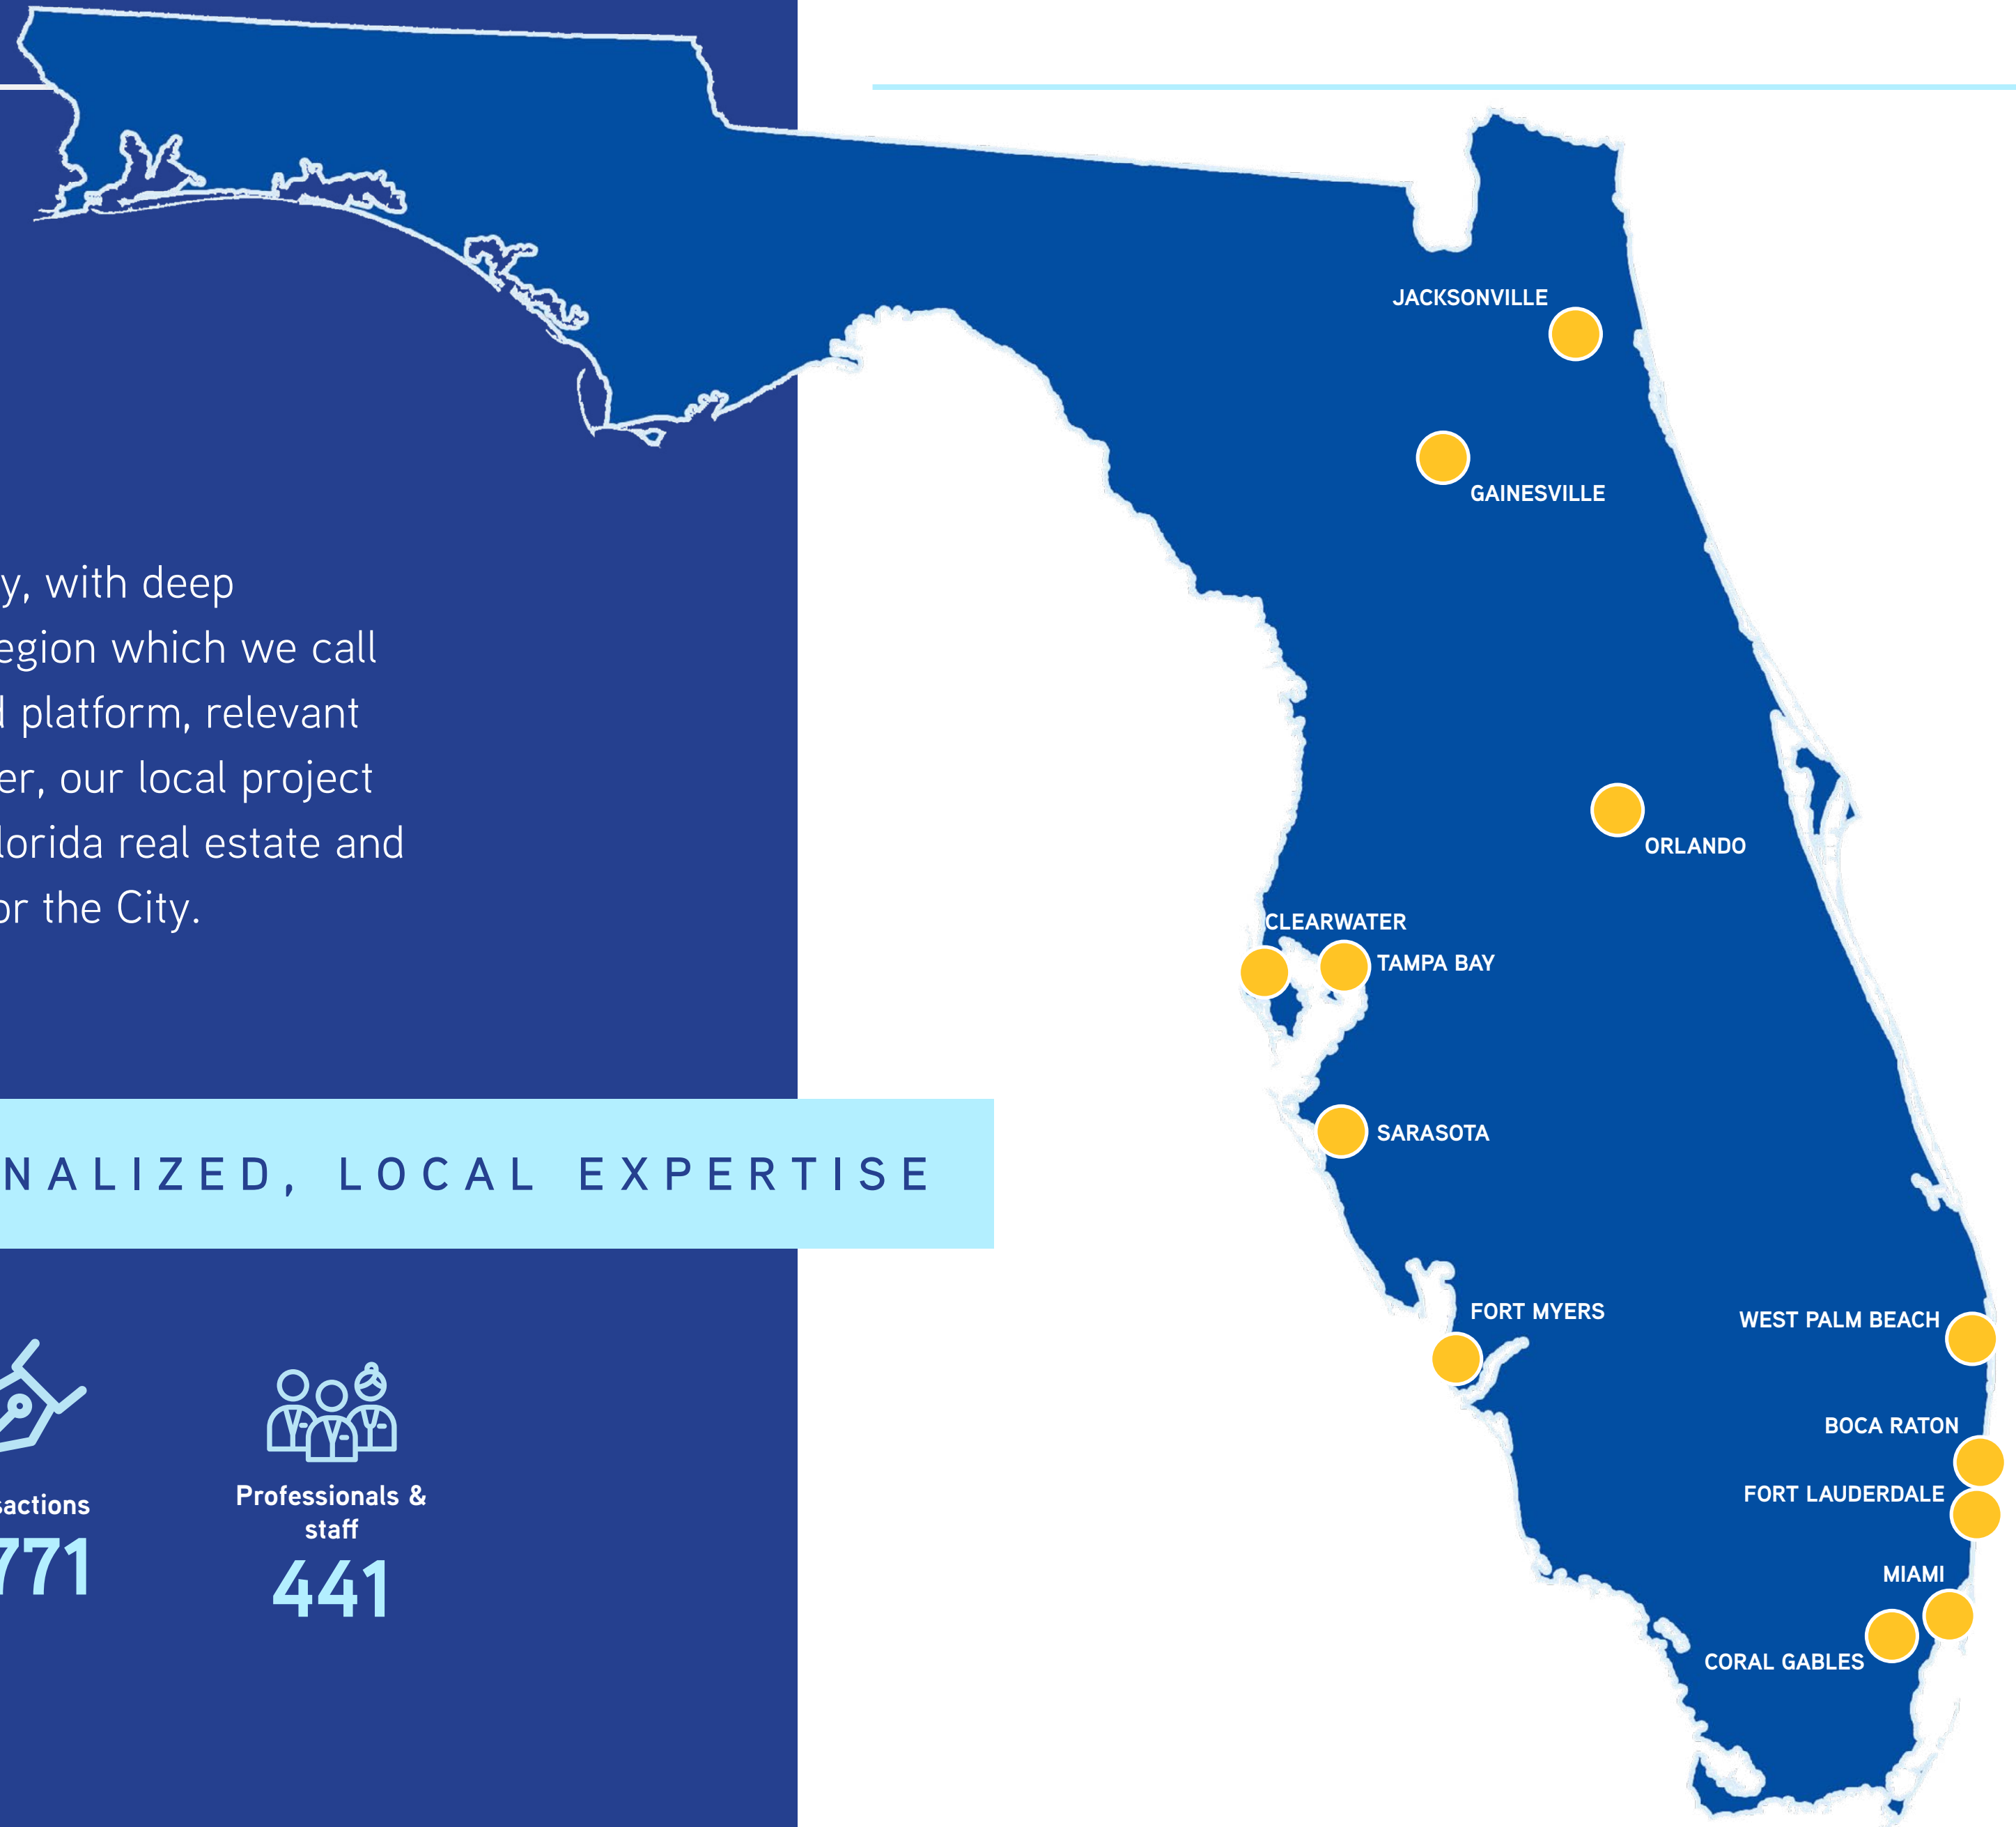 JACKSONVILLE
GAINESVILLE
y, with deep
egion which we call
platform, relevant
er, our local project
lorida real estate and
or the City.
ORLANDO
CLEARWATER
TAMPA BAY
SARASOTA
NALIZED, LOCAL EXPERTISE
FORT MYERS
WEST PALM BEACH
BOCA RATON
FORT LAUDERDALE
MIAMI
CORAL GABLES
sactions
771
Professionals &
staff
441